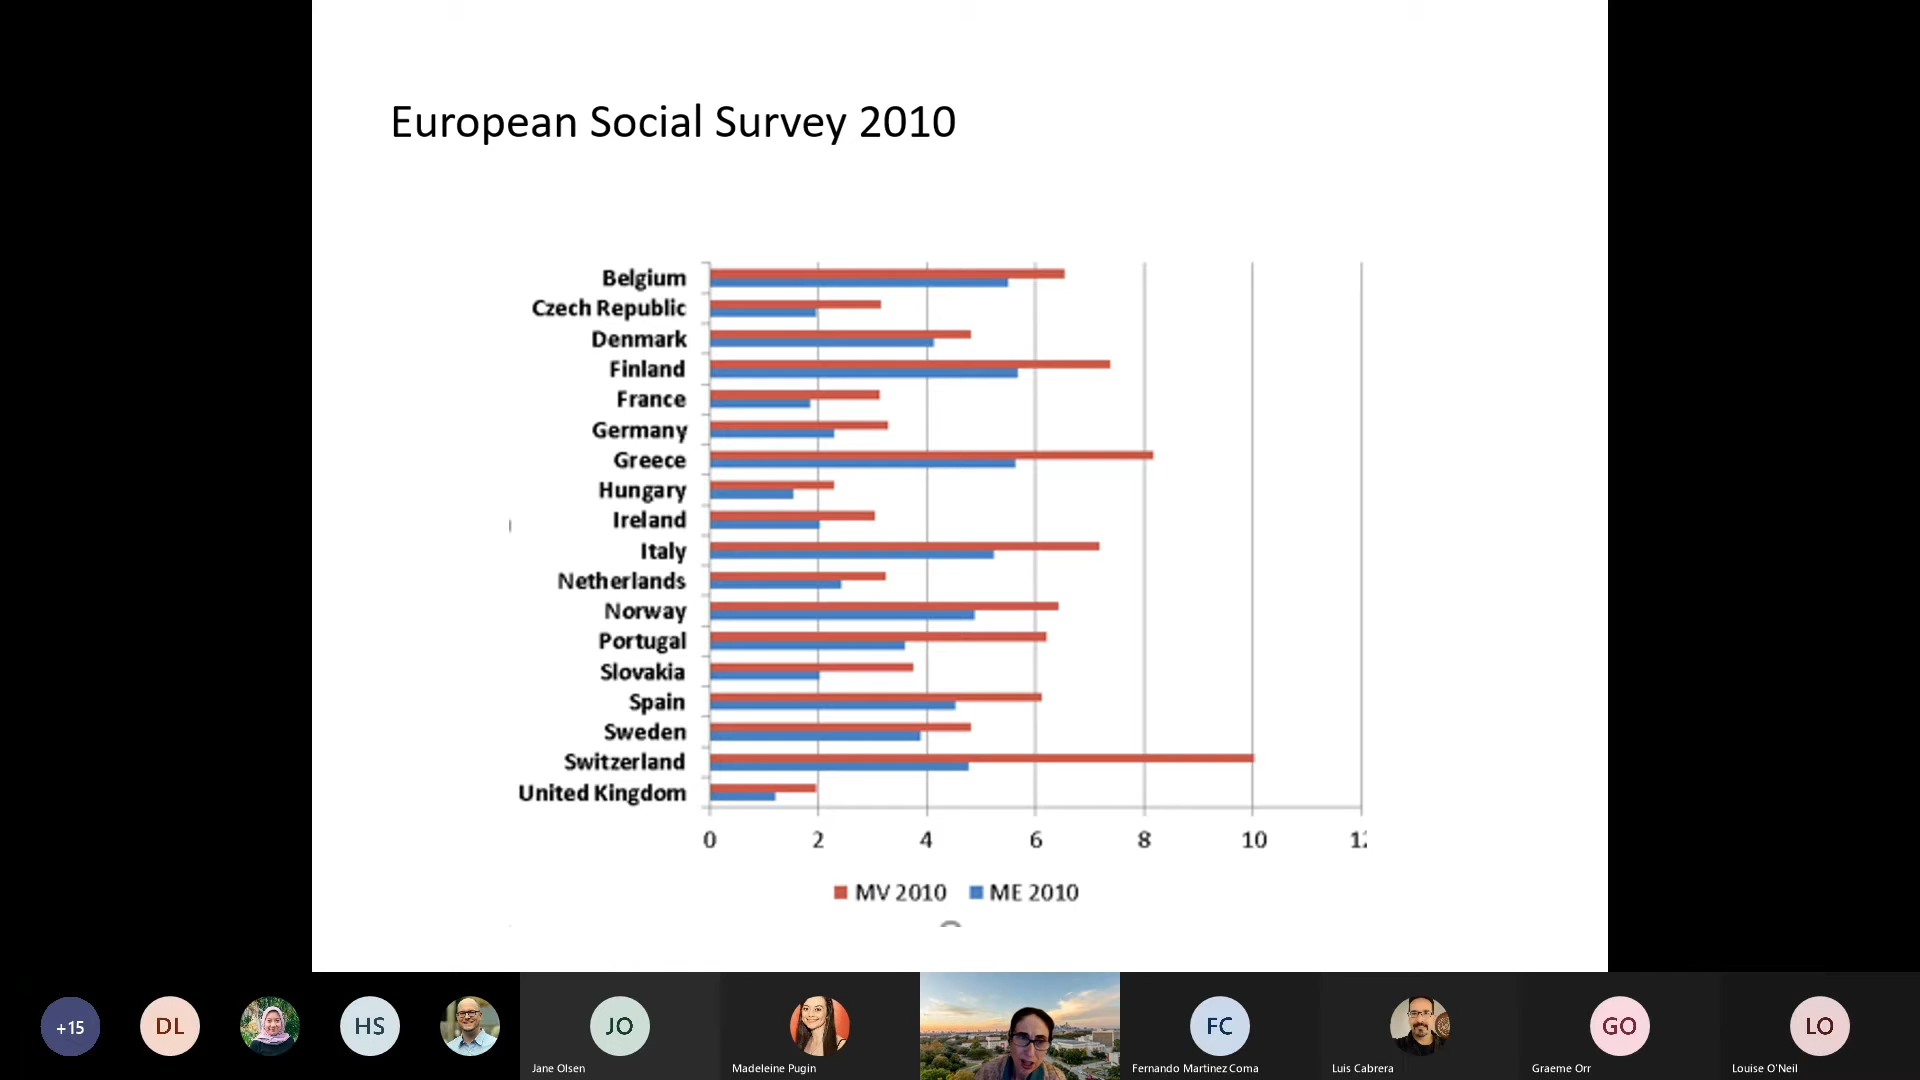 European Social Survey 2010
Belgium
Czech Republic
Denmark
Finland
France
Germany
Greece
Hungary
Ireland
Italy
Netherlands
Norway
Portugal
Slovakia
Spain
Sweden
Switzerland
United Kingdom
0 2 4 6 8 10
MV 2010 ME 2010
+15 DL HS JO FC GO LO
Jane Olsen Madeleine Pugin Fernando Martinez Coma Luis Cabrera Graeme Orr Louise O'Neil